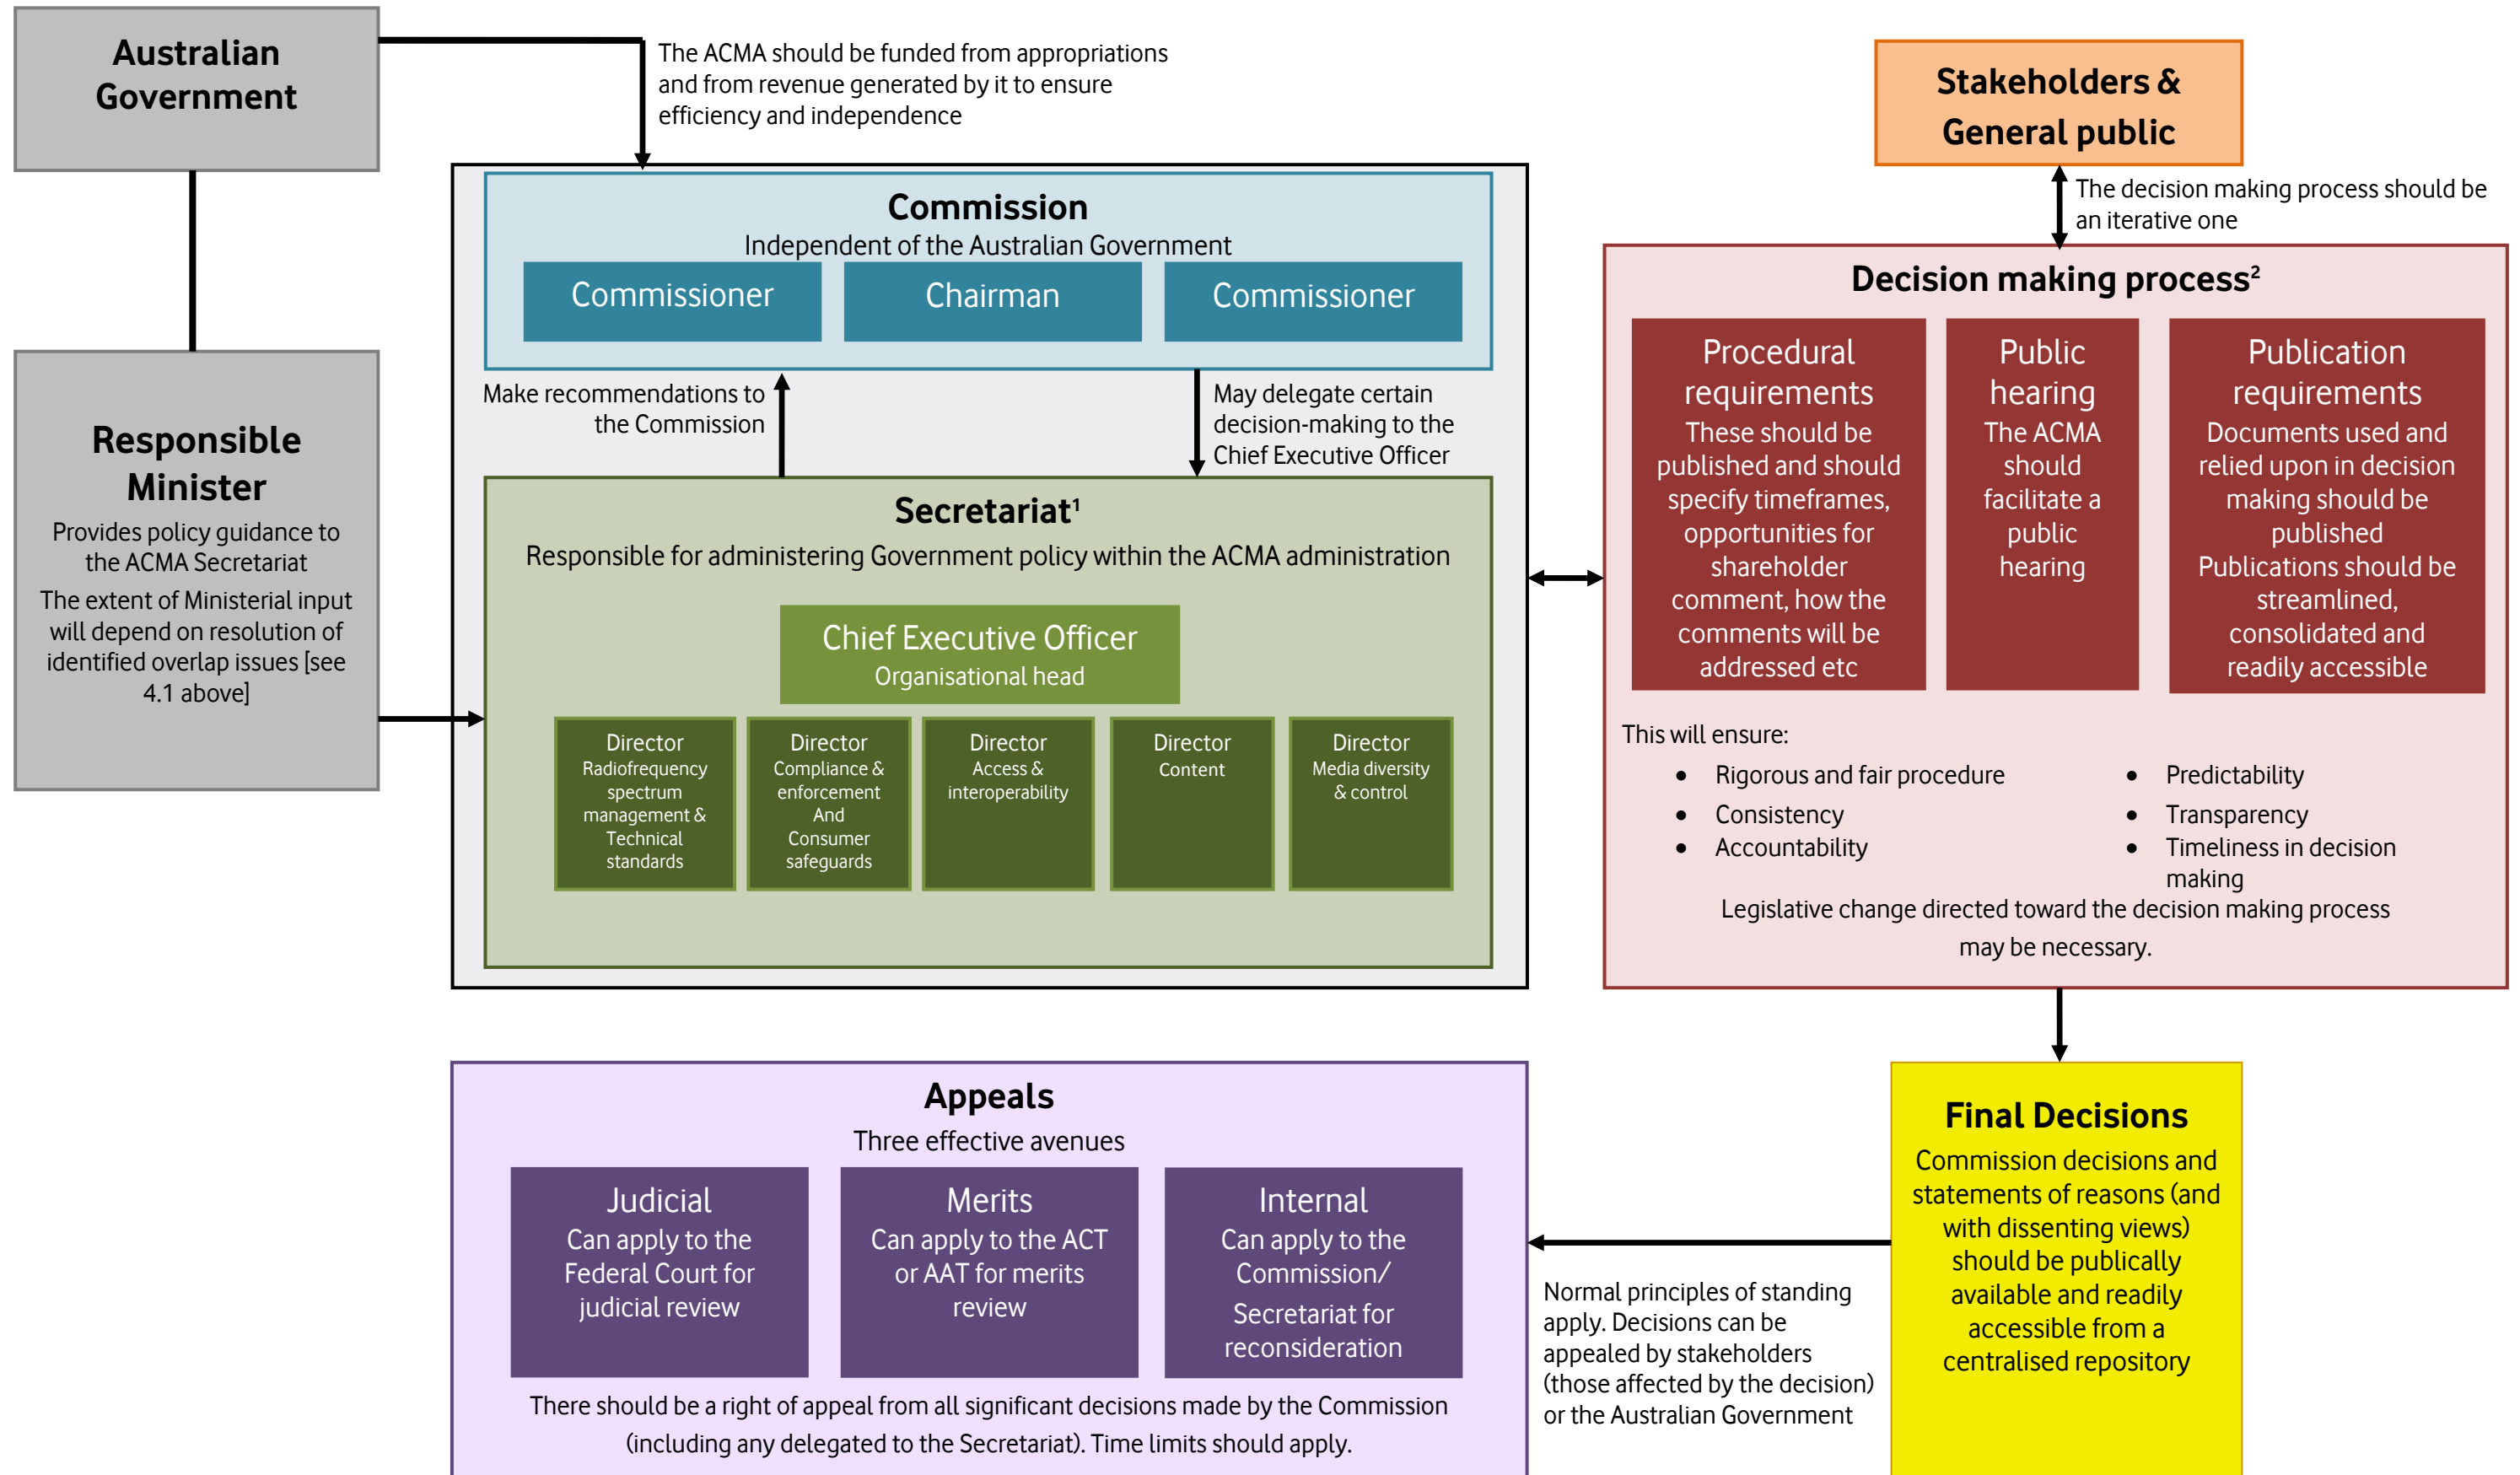 Australian
Government
The ACMA should be funded from appropriations
and from revenue generated by it to ensure
efficiency and independence
Stakeholders &
General public
The decision making process should be
an iterative one
Responsible
Minister
Provides policy guidance to
the ACMA Secretariat
The extent of Ministerial input
will depend on resolution of
identified overlap issues [see
4.1 above]
Commission
Independent of the Australian Government
Commissioner
Chairman
Commissioner
Make recommendations to
the Commission
May delegate certain
decision-making to the
Chief Executive Officer
Secretariat¹
Responsible for administering Government policy within the ACMA administration
Chief Executive Officer
Organisational head
Director
Radiofrequency
spectrum
management &
Technical
standards
Director
Compliance &
enforcement
And
Consumer
safeguards
Director
Access &
interoperability
Director
Content
Director
Media diversity
& control
Decision making process²
Procedural
requirements
These should be
published and should
specify timeframes,
opportunities for
shareholder
comment, how the
comments will be
addressed etc
Public
hearing
The ACMA
should
facilitate a
public
hearing
Publication
requirements
Documents used and
relied upon in decision
making should be
published
Publications should be
streamlined,
consolidated and
readily accessible
This will ensure:
• Rigorous and fair procedure
• Consistency
• Accountability
• Predictability
• Transparency
• Timeliness in decision
making
Legislative change directed toward the decision making process
may be necessary.
Final Decisions
Commission decisions and
statements of reasons (and
with dissenting views)
should be publically
available and readily
accessible from a
centralised repository
Normal principles of standing
apply. Decisions can be
appealed by stakeholders
(those affected by the decision)
or the Australian Government
Appeals
Three effective avenues
Judicial
Can apply to the
Federal Court for
judicial review
Merits
Can apply to the ACT
or AAT for merits
review
Internal
Can apply to the
Commission/
Secretariat for
reconsideration
There should be a right of appeal from all significant decisions made by the Commission
(including any delegated to the Secretariat). Time limits should apply.